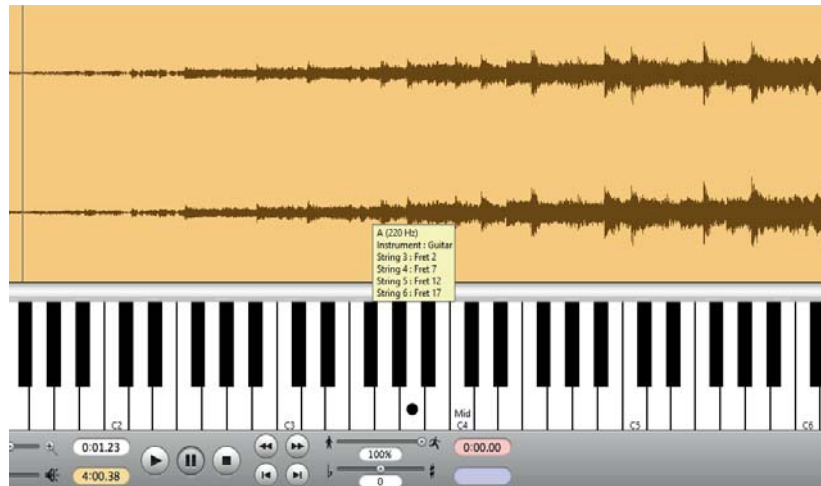 A (220 Hz)
Instrument : Guitar
String 3 : Fret 2
String 4 : Fret 7
String 5 : Fret 12
String 6 : Fret 17
Mid
C2 C3 C4 C5 C6
0:01.23 100% 0:00.00
4:00.38 ♭ 0 ♯